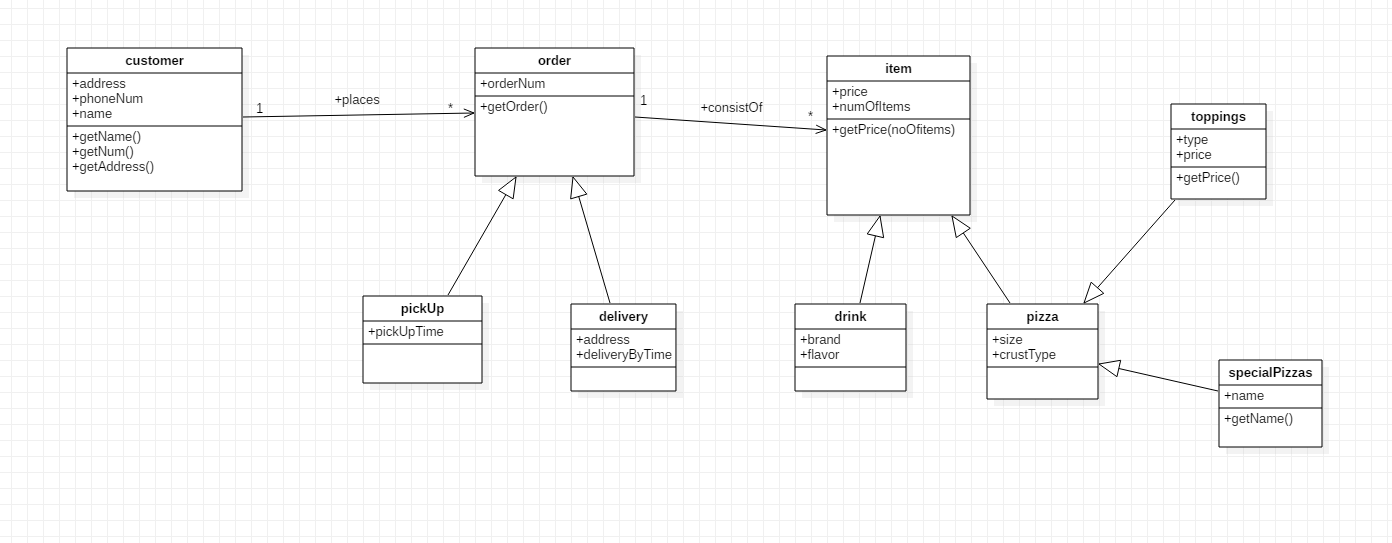 customer
+address
+phoneNum
+name
+getName()
+getNum()
+getAddress()
1
+places
*
order
+orderNum
+getOrder()
1
+consistOf
*
item
+price
+numOfItems
+getPrice(noOfitems)
toppings
+type
+price
+getPrice()
pickUp
+pickUpTime
delivery
+address
+deliveryByTime
drink
+brand
+flavor
pizza
+size
+crustType
specialPizzas
+name
+getName()